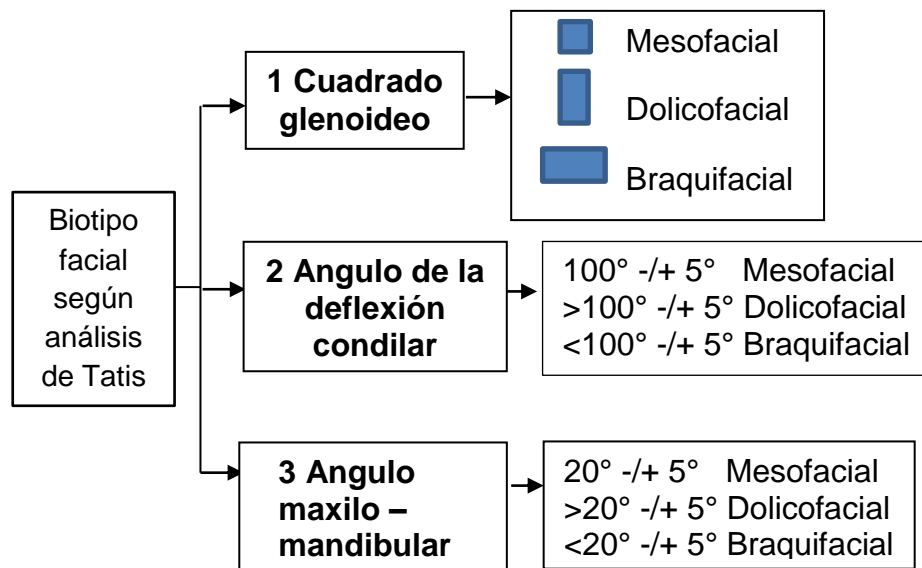 Biotipo
facial
según
análisis
de Tatis
1 Cuadrado
glenoideo
Mesofacial
Dolicofacial
Braquifacial
2 Angulo de la
deflexión
condilar
100° -/+ 5° Mesofacial
>100° -/+ 5° Dolicofacial
<100° -/+ 5° Braquifacial
3 Angulo
maxilo –
mandibular
20° -/+ 5° Mesofacial
>20° -/+ 5° Dolicofacial
<20° -/+ 5° Braquifacial